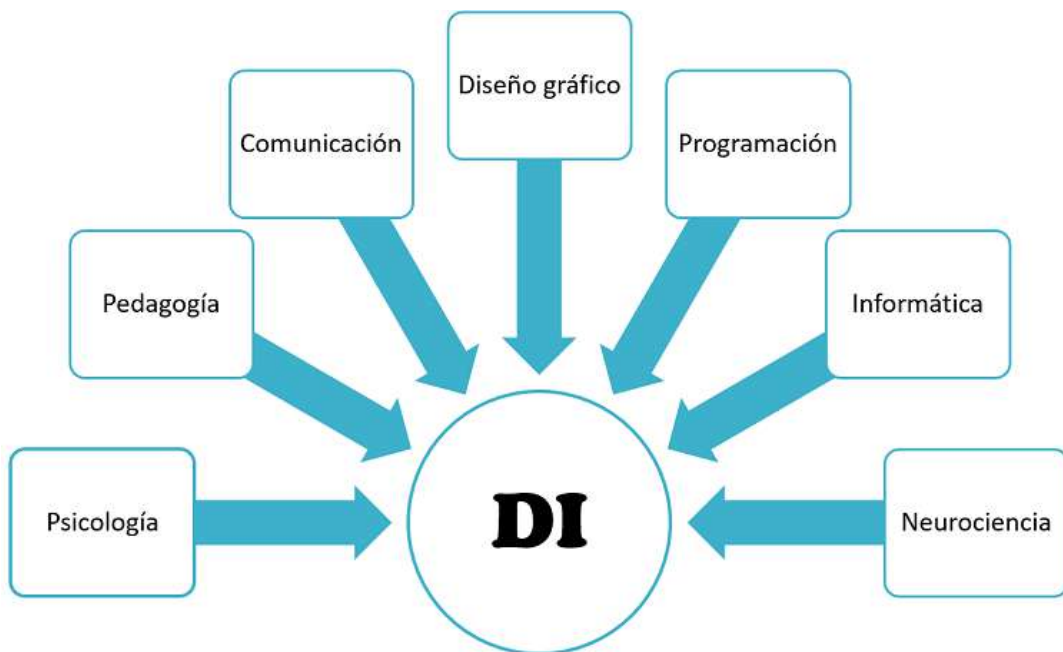 Diseño gráfico
Comunicación
Programación
Pedagogía
Informática
Psicología
DI
Neurociencia